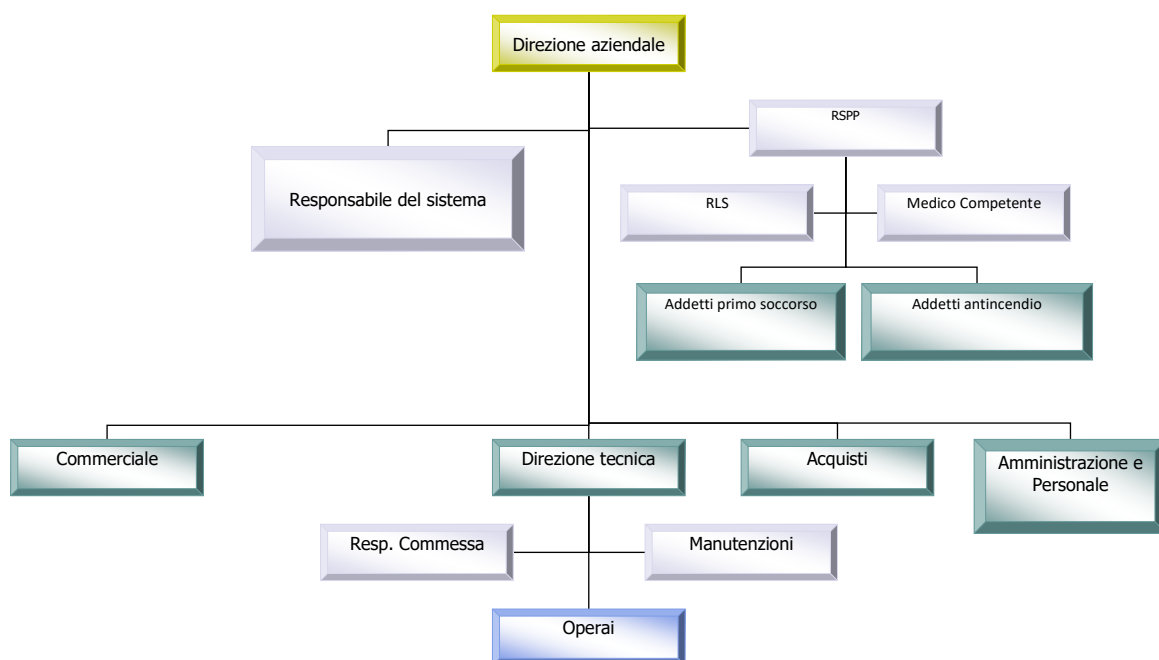 Direzione aziendale
RSPP
Responsabile del sistema
RLS
Medico Competente
Addetti primo soccorso
Addetti antincendio
Commerciale
Direzione tecnica
Acquisti
Amministrazione e
Personale
Resp. Commessa
Manutenzioni
Operai